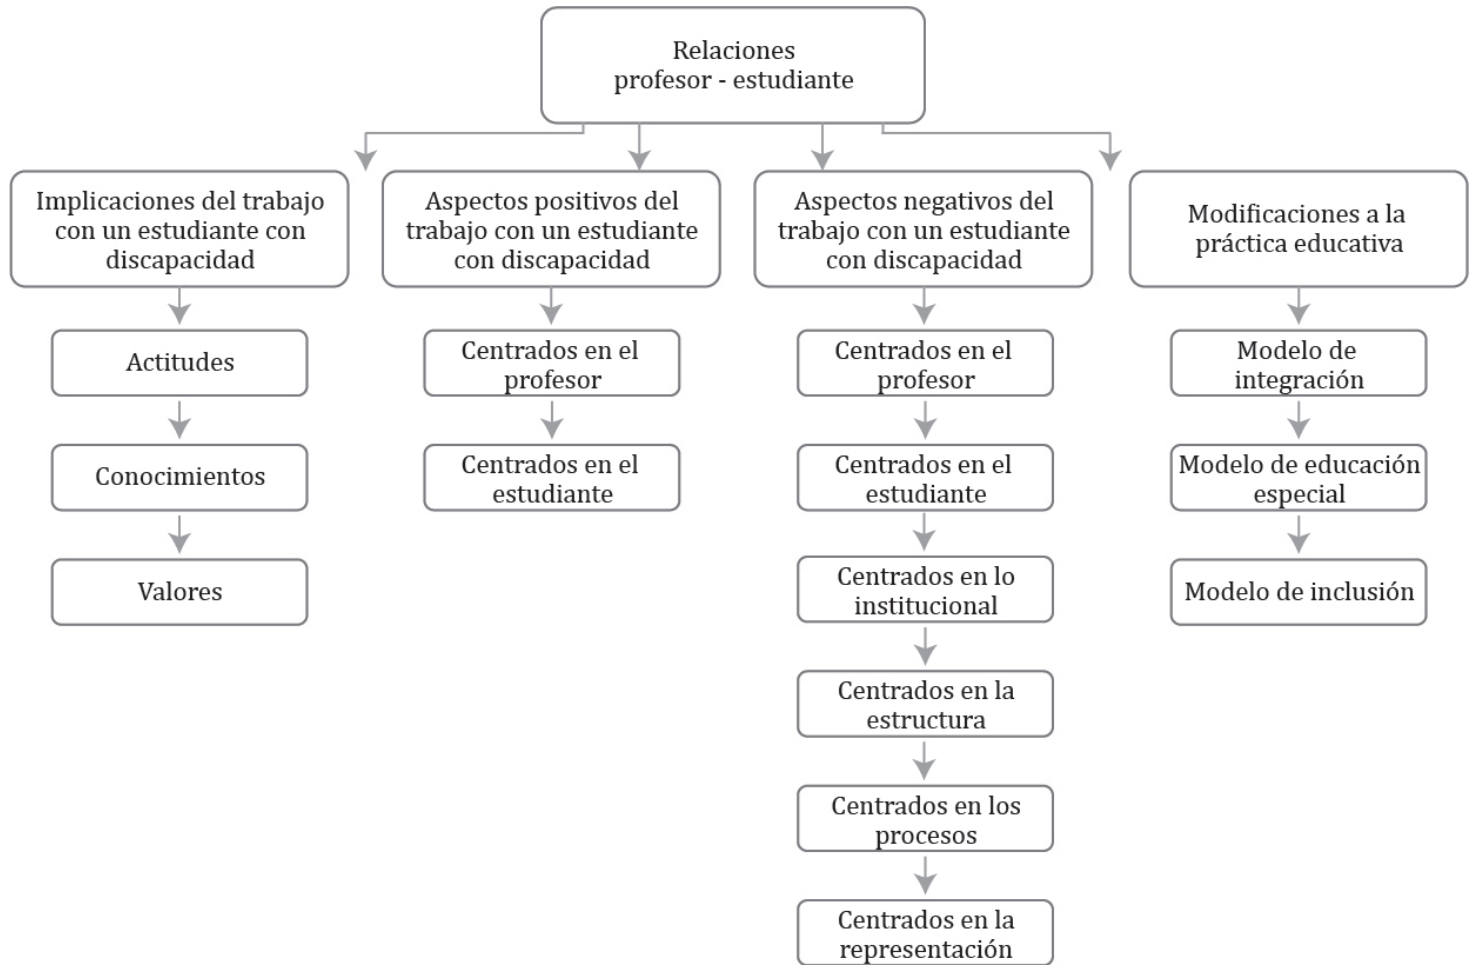 Relaciones
profesor - estudiante
Implicaciones del trabajo
con un estudiante con
discapacidad
Actitudes
Conocimientos
Valores
Aspectos positivos del
trabajo con un estudiante
con discapacidad
Centrados en el
profesor
Centrados en el
estudiante
Aspectos negativos del
trabajo con un estudiante
con discapacidad
Centrados en el
profesor
Centrados en el
estudiante
Centrados en lo
institucional
Centrados en la
estructura
Centrados en los
procesos
Centrados en la
representación
Modificaciones a la
práctica educativa
Modelo de
integración
Modelo de educación
especial
Modelo de inclusión